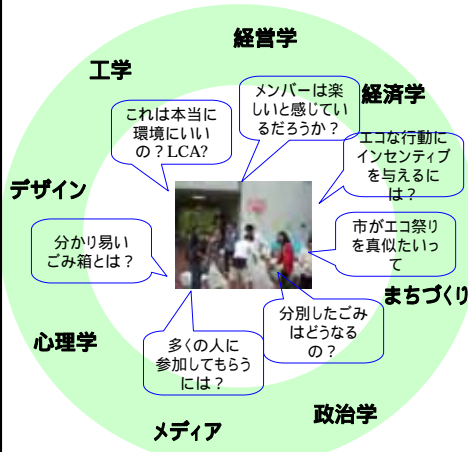 経営学
工学
メンバーは楽
しいと感じてい
るだろうか？
経済学
これは本当に
環境にいい
の？LCA?
エコな行動に
インセンティブ
を与えるに
は？
デザイン
分かり易い
ごみ箱とは？
市がエコ祭り
を真似たいっ
て
まちづくり
分別したごみ
はどうなる
の？
心理学
多くの人に
参加してもらう
には？
政治学
メディア